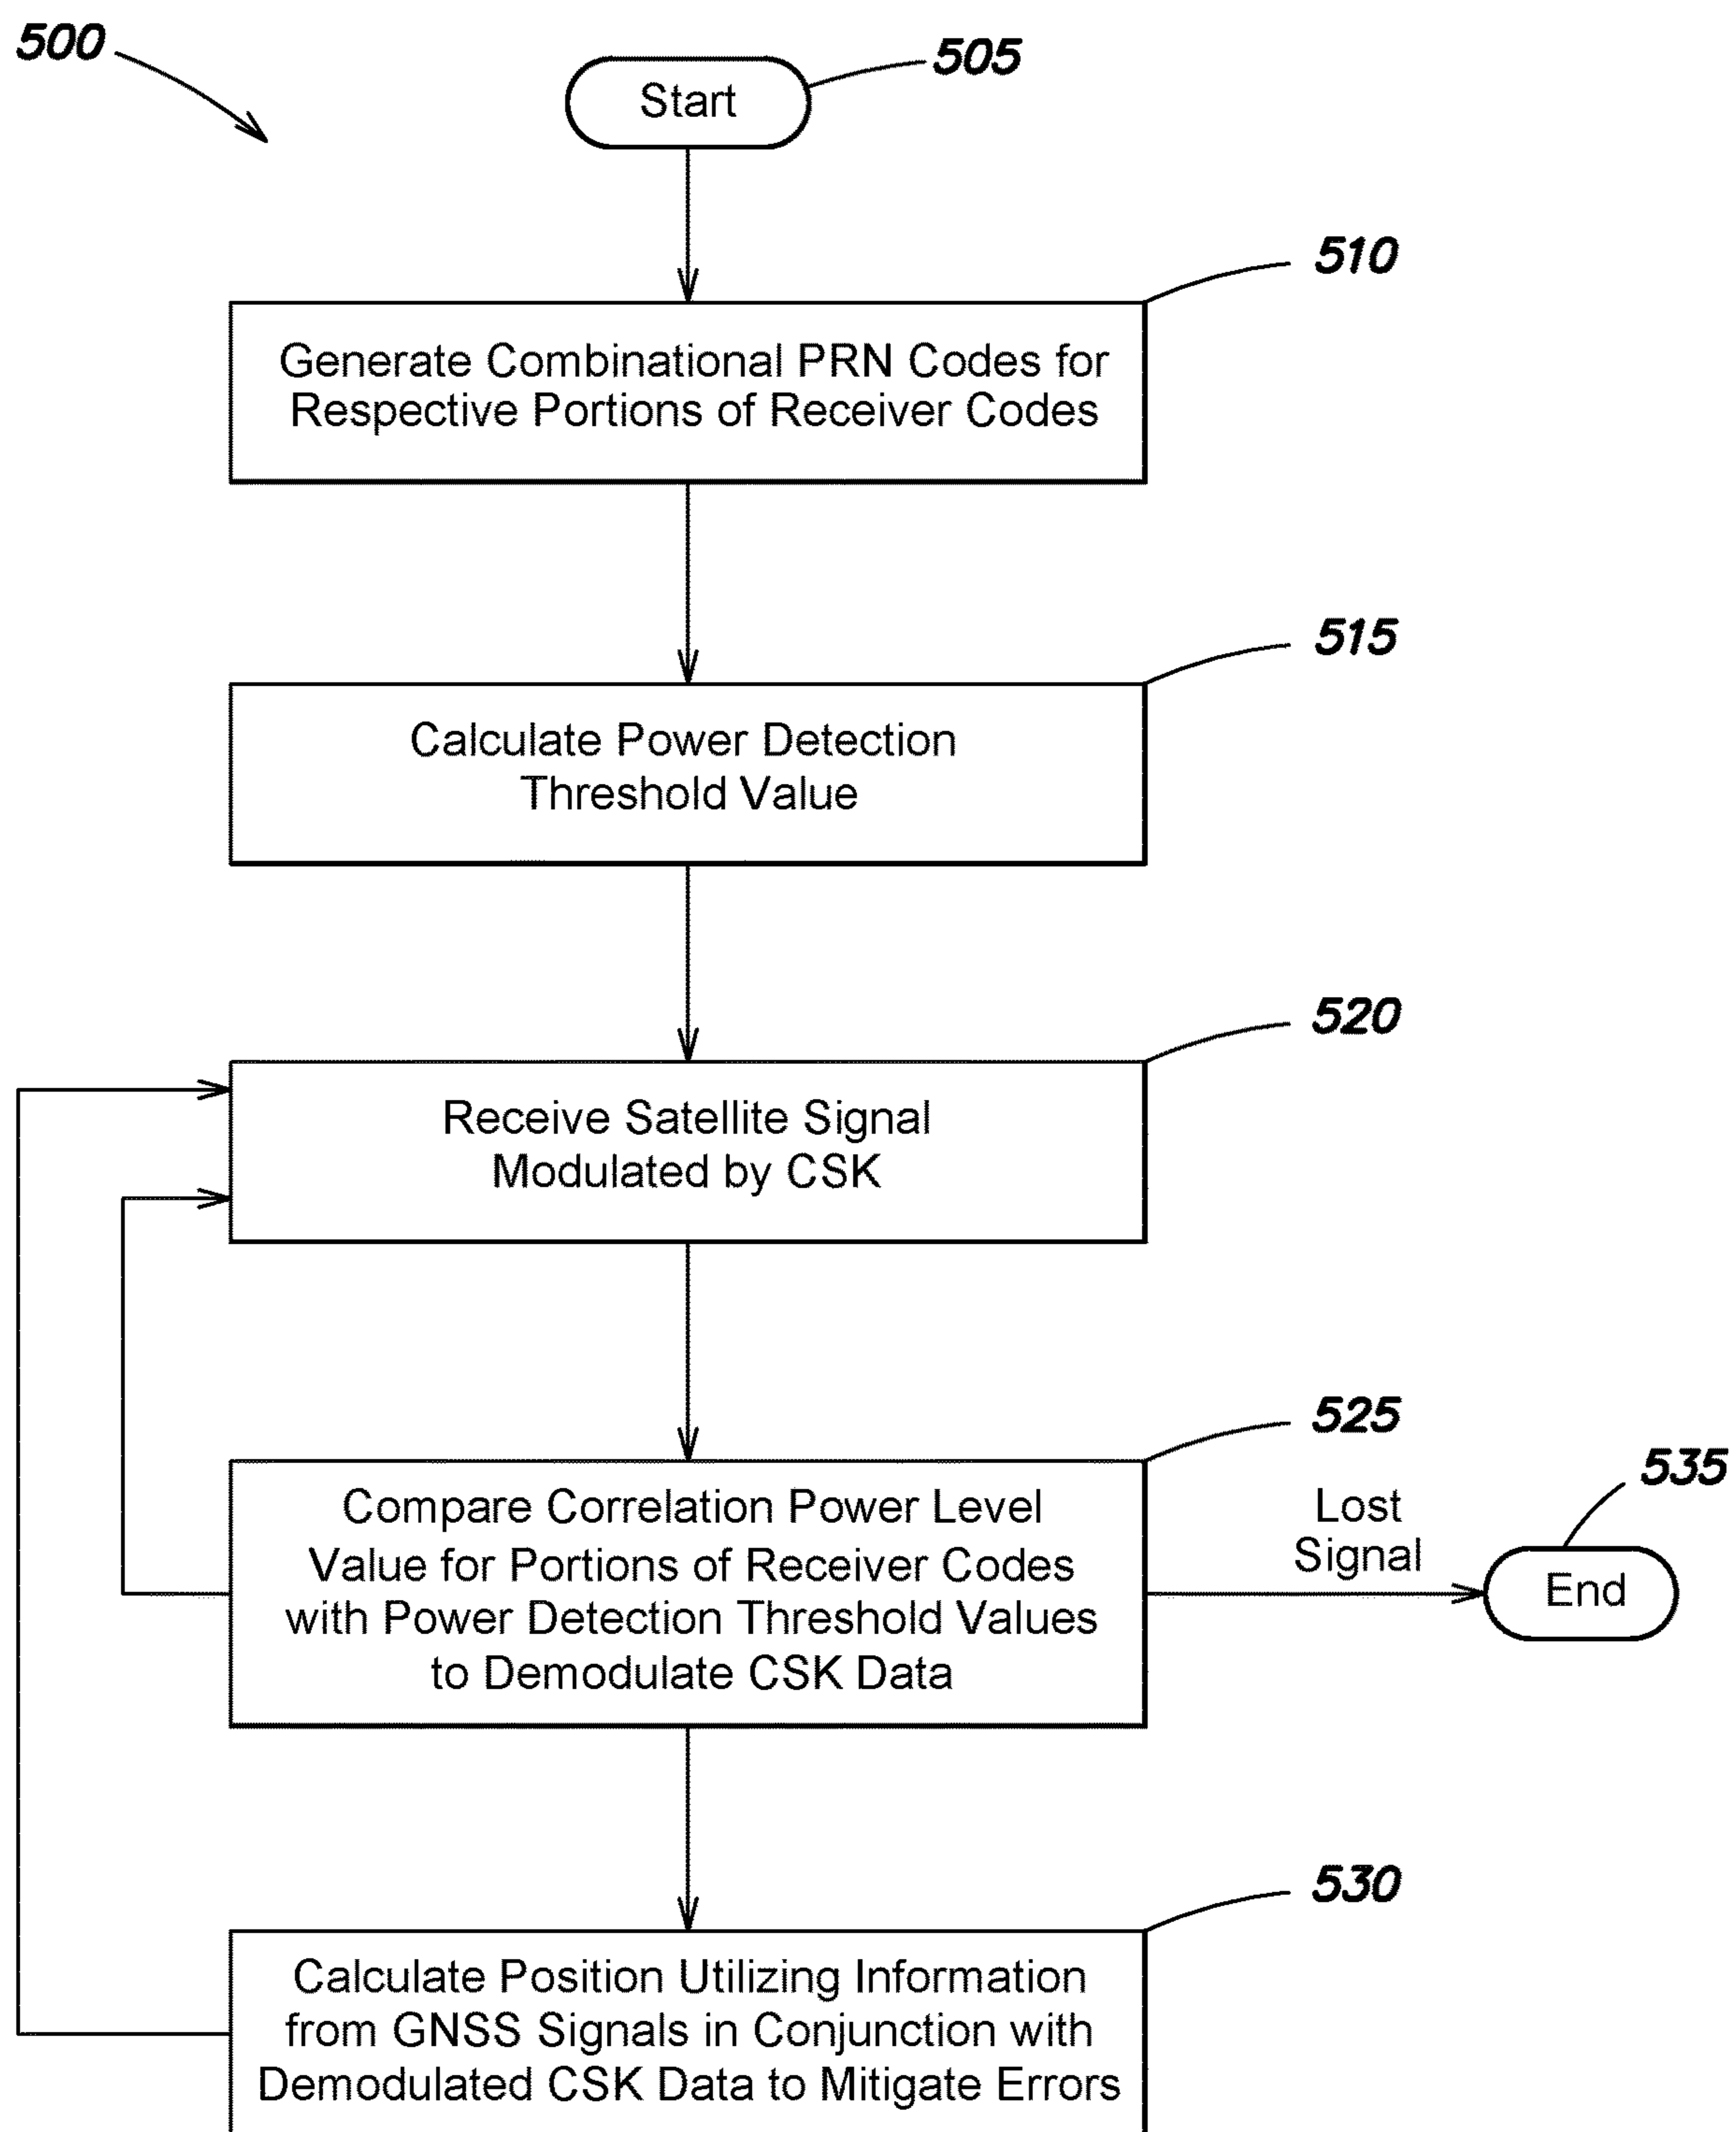 500
Start
505
510
Generate Combinational PRN Codes for
Respective Portions of Receiver Codes
515
Calculate Power Detection
Threshold Value
520
Receive Satellite Signal
Modulated by CSK
525
Compare Correlation Power Level
Value for Portions of Receiver Codes
with Power Detection Threshold Values
to Demodulate CSK Data
Lost
Signal
535
End
530
Calculate Position Utilizing Information
from GNSS Signals in Conjunction with
Demodulated CSK Data to Mitigate Errors